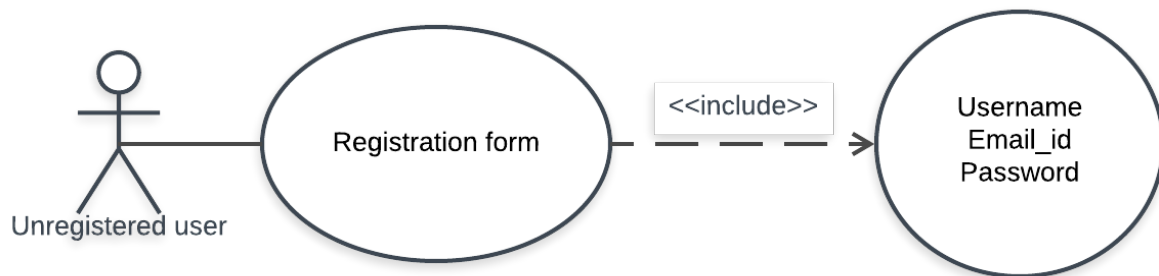 Unregistered user
Registration form
<<include>>
Username
Email_id
Password